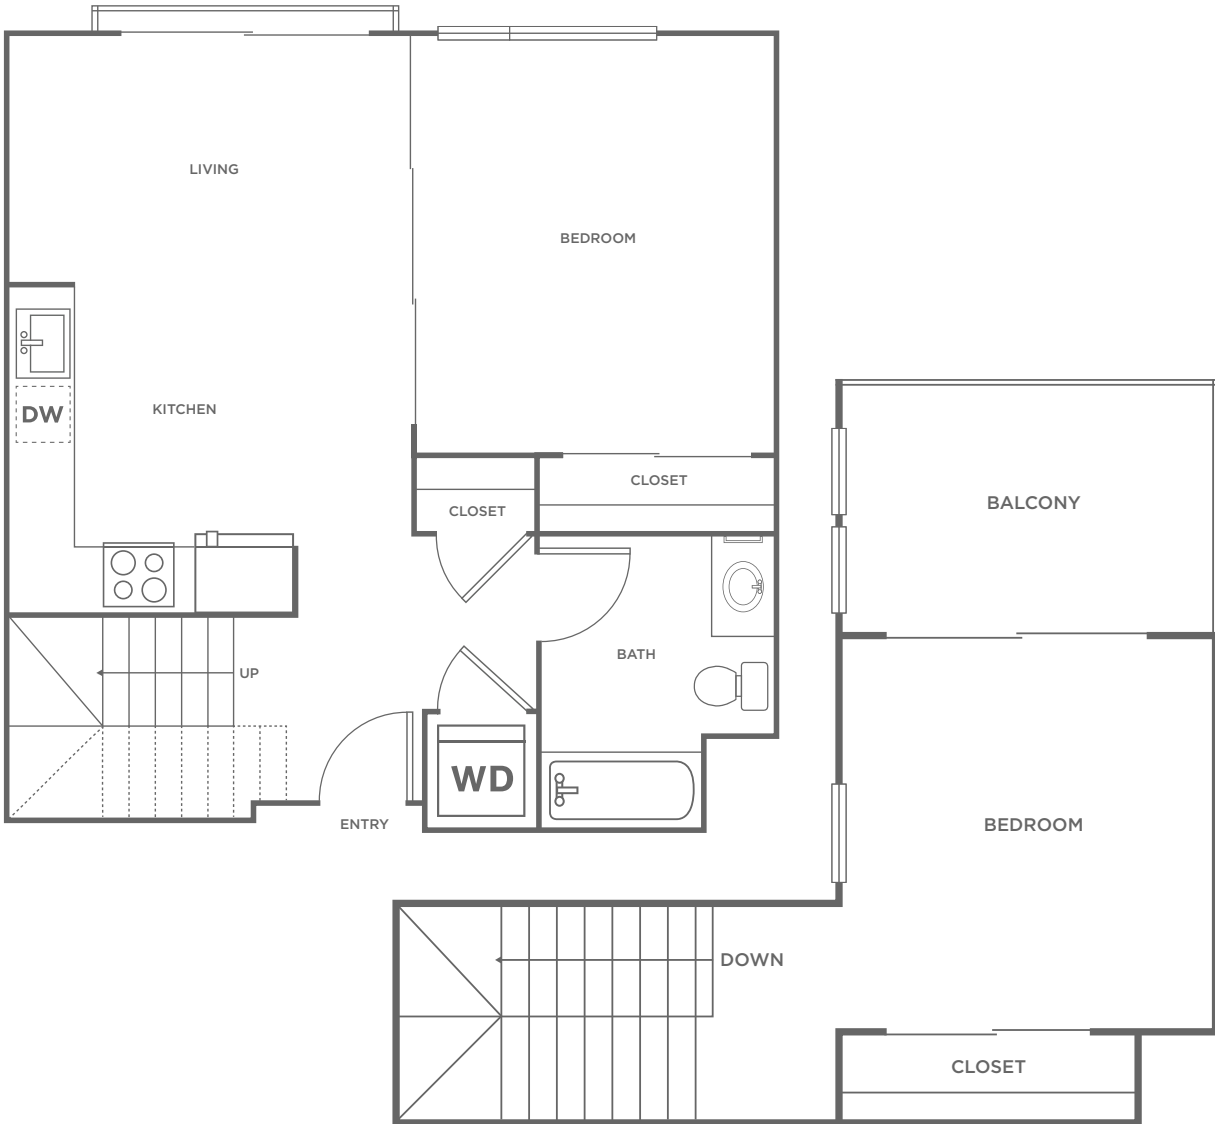 LIVING
BEDROOM
KITCHEN
DW
CLOSET
CLOSET
BALCONY
BATH
UP
WD
ENTRY
BEDROOM
DOWN
CLOSET